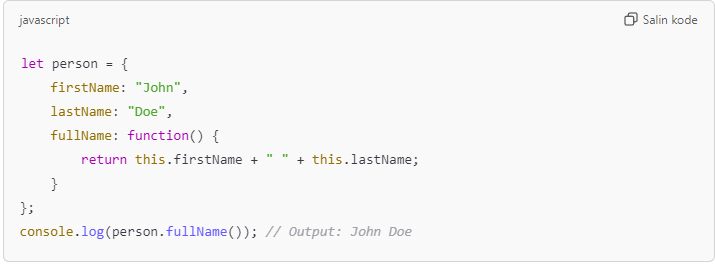 javascript
Salin kode
let person = {
    firstName: "John",
    lastName: "Doe",
    fullName: function() {
        return this.firstName + " " + this.lastName;
    }
};
console.log(person.fullName()); // Output: John Doe